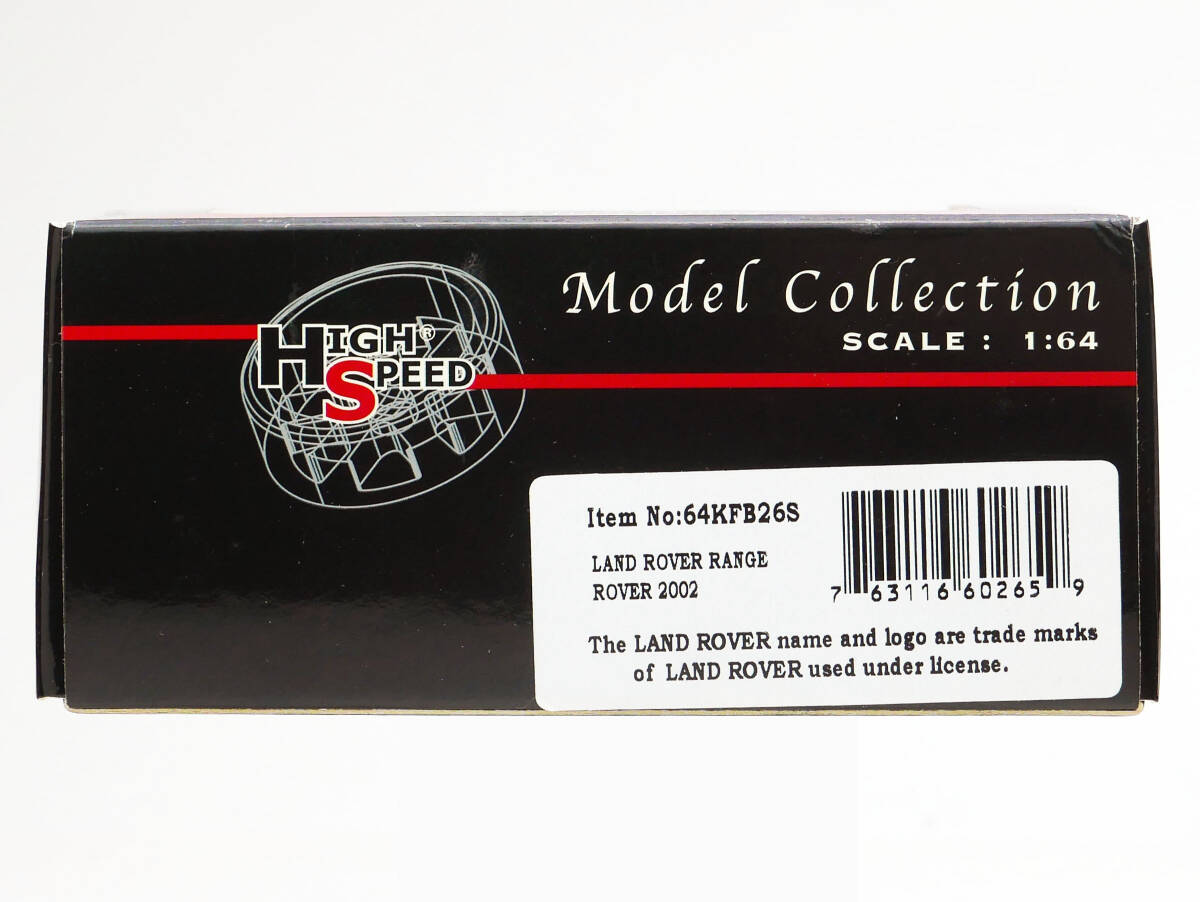 HIGH®
SPEED
Model Collection
SCALE : 1:64
Item No:64KFB26S
LAND ROVER RANGE
ROVER 2002
7 63116 60265 9
The LAND ROVER name and logo are trade marks
of LAND ROVER used under license.